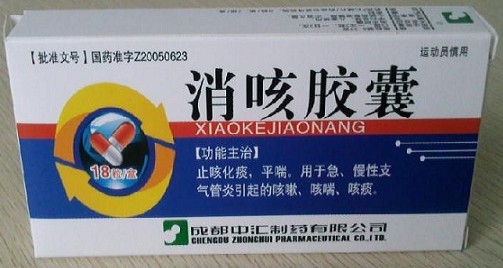 【批准文号】国药准字Z20050623
运动员慎用
消咳胶囊
XIAOKEJIAONANG
【功能主治】
止咳化痰，平喘。用于急、慢性支
气管炎引起的咳嗽、咳喘、咳痰。
18粒/盒
成都中汇制药有限公司
CHENGDU ZHONGHUI PHARMACEUTICAL CO.,LTD.